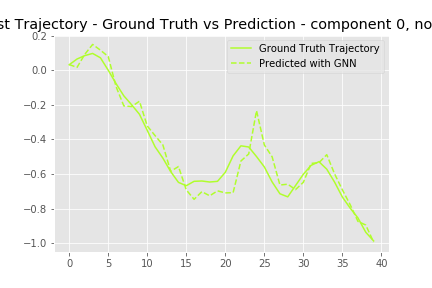 st Trajectory - Ground Truth vs Prediction - component 0, no
Ground Truth Trajectory
Predicted with GNN
0.2
0.0
−0.2
−0.4
−0.6
−0.8
−1.0
0 5 10 15 20 25 30 35 40